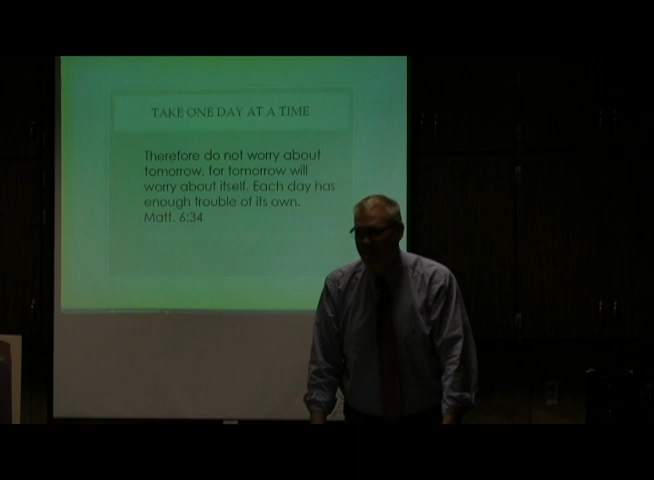 TAKE ONE DAY AT A TIME
Therefore do not worry about
tomorrow, for tomorrow will
worry about itself. Each day has
enough trouble of its own.
Matt. 6:34